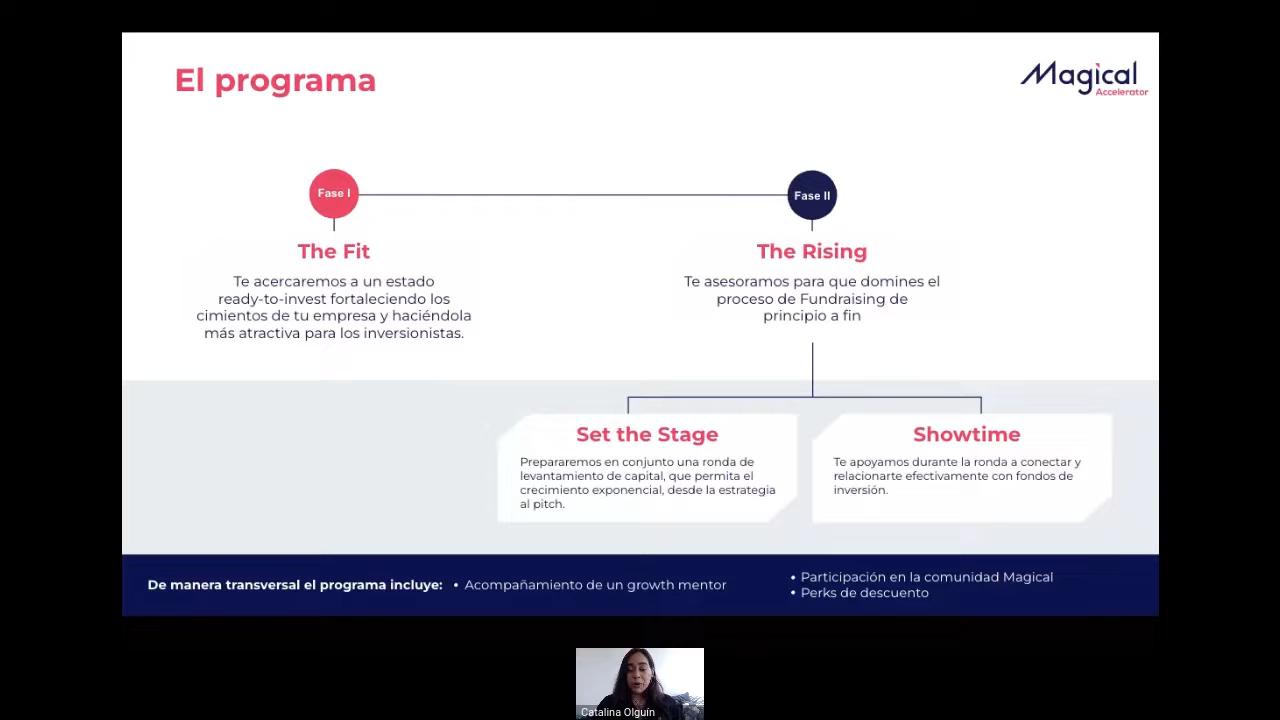 El programa
Magical
Accelerator
Fase I
Fase II
The Fit
Te acercaremos a un estado
ready-to-invest fortaleciendo los
cimientos de tu empresa y haciéndola
más atractiva para los inversionistas.
The Rising
Te asesoramos para que domines el
proceso de Fundraising de
principio a fin
Set the Stage
Prepararemos en conjunto una ronda de
levantamiento de capital, que permita el
crecimiento exponencial, desde la estrategia
al pitch.
Showtime
Te apoyamos durante la ronda a conectar y
relacionarte efectivamente con fondos de
inversión.
De manera transversal el programa incluye:
• Acompañamiento de un growth mentor
• Participación en la comunidad Magical
• Perks de descuento
Catalina Olguín